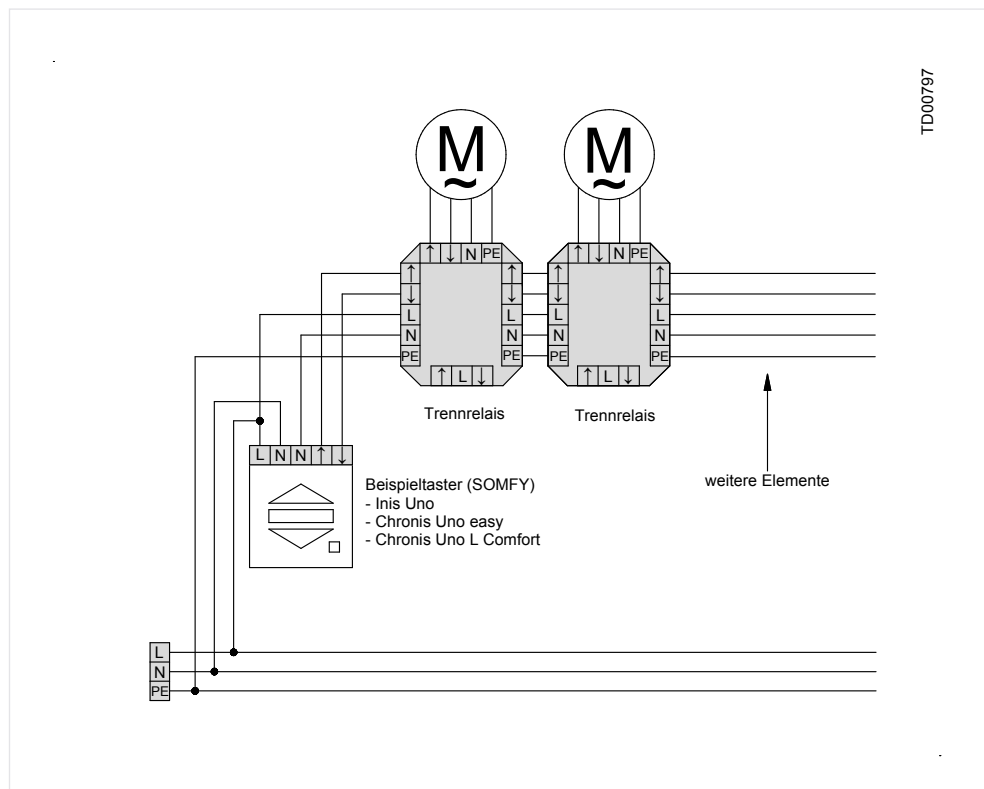 TD00797
M
~
M
~
↑ ↓ N PE
↑ ↓ N PE
↑ ↑ ↑ ↑
↓ ↓ ↓ ↓
L L L L
N N N N
PE PE PE PE
↑ L ↓
↑ L ↓
Trennrelais
Trennrelais
L N N ↑ ↓
Beispieltaster (SOMFY)
- Inis Uno
- Chronis Uno easy
- Chronis Uno L Comfort
weitere Elemente
L
N
PE